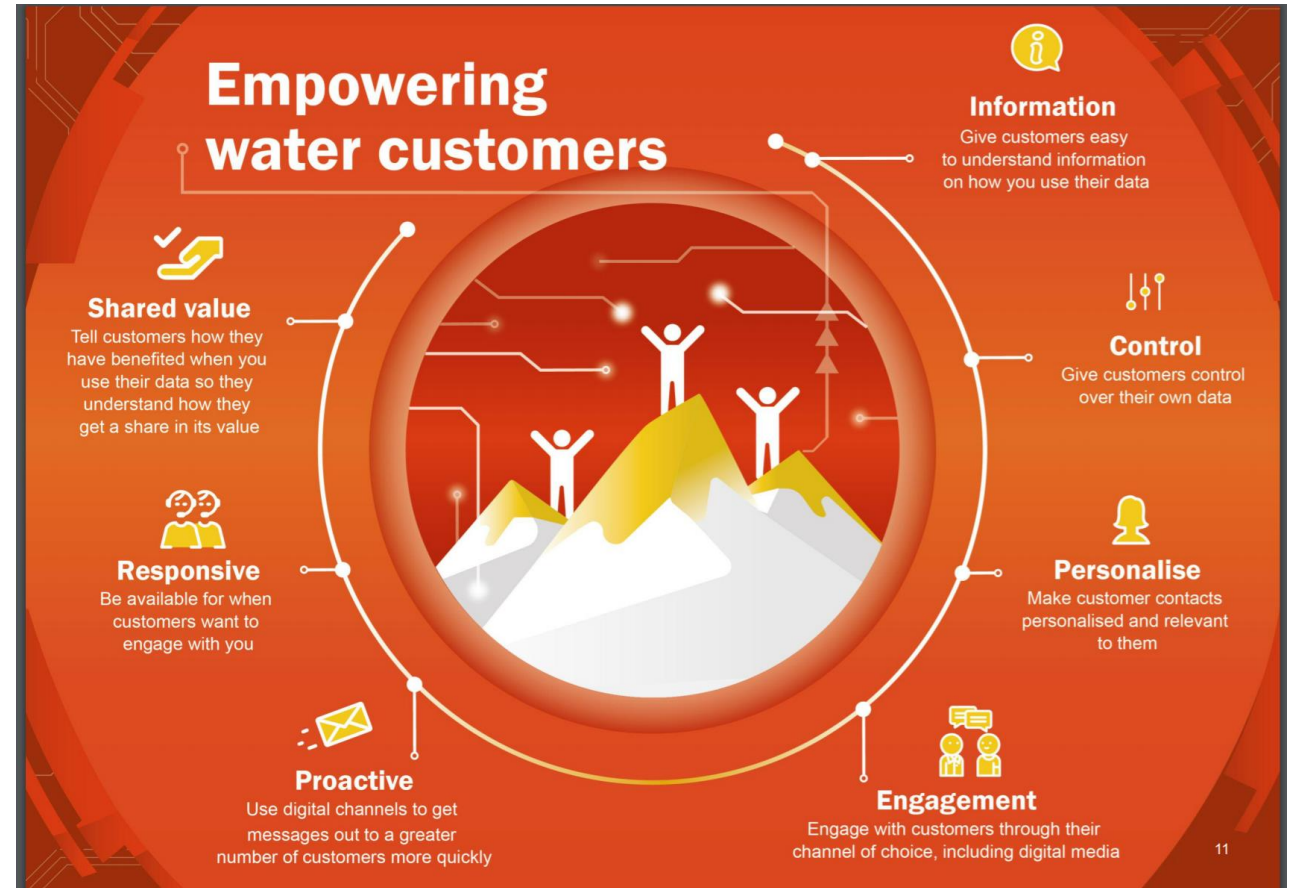 Empowering
water customers
Information
Give customers easy
to understand information
on how you use their data
Control
Give customers control
over their own data
Personalise
Make customer contacts
personalised and relevant
to them
Engagement
Engage with customers through their
channel of choice, including digital media
Proactive
Use digital channels to get
messages out to a greater
number of customers more quickly
Responsive
Be available for when
customers want to
engage with you
Shared value
Tell customers how they
have benefited when you
use their data so they
understand how they
get a share in its value
11